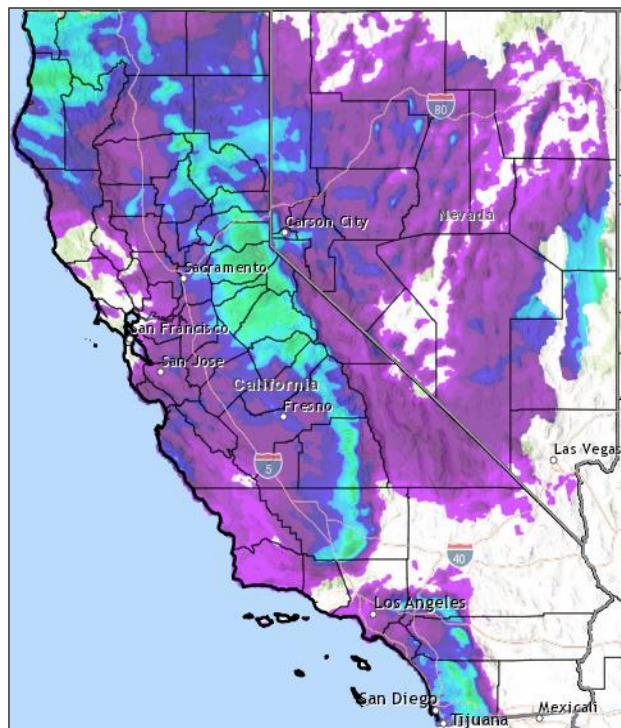 80
Carson City
Nevada
Sacramento
San Francisco
San Jose
California
Fresno
5
Las Vegas
40
Los Angeles
San Diego
Tijuana
Mexicali